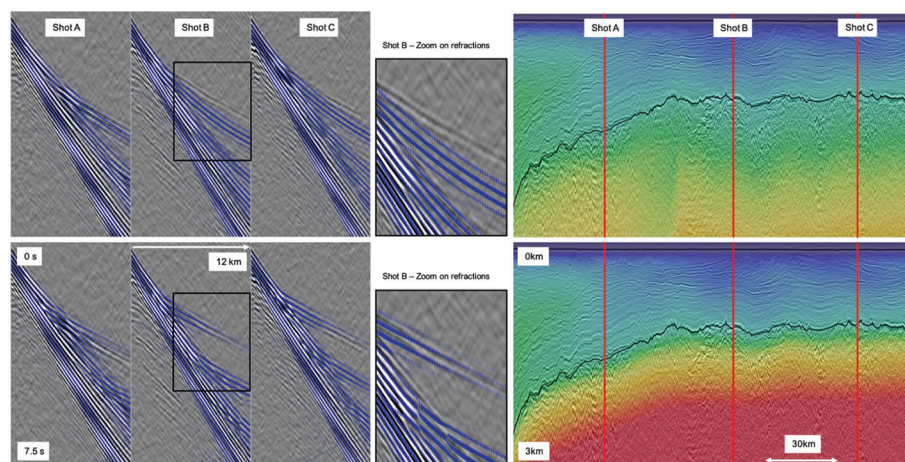 Shot A
Shot B
Shot C
Shot B – Zoom on refractions
Shot A
Shot B
Shot C
0 s
12 km
7.5 s
Shot B – Zoom on refractions
0km
3km
30km